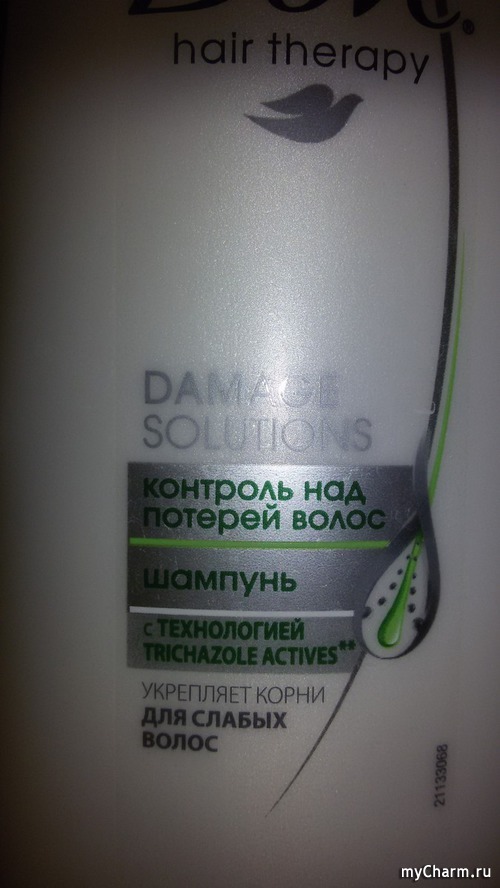 hair therapy
DAMAGE
SOLUTIONS
контроль над
потерей волос
шампунь
с ТЕХНОЛОГИЕЙ
TRICHAZOLE ACTIVES**
УКРЕПЛЯЕТ КОРНИ
ДЛЯ СЛАБЫХ
ВОЛОС
21133068
myCharm.ru